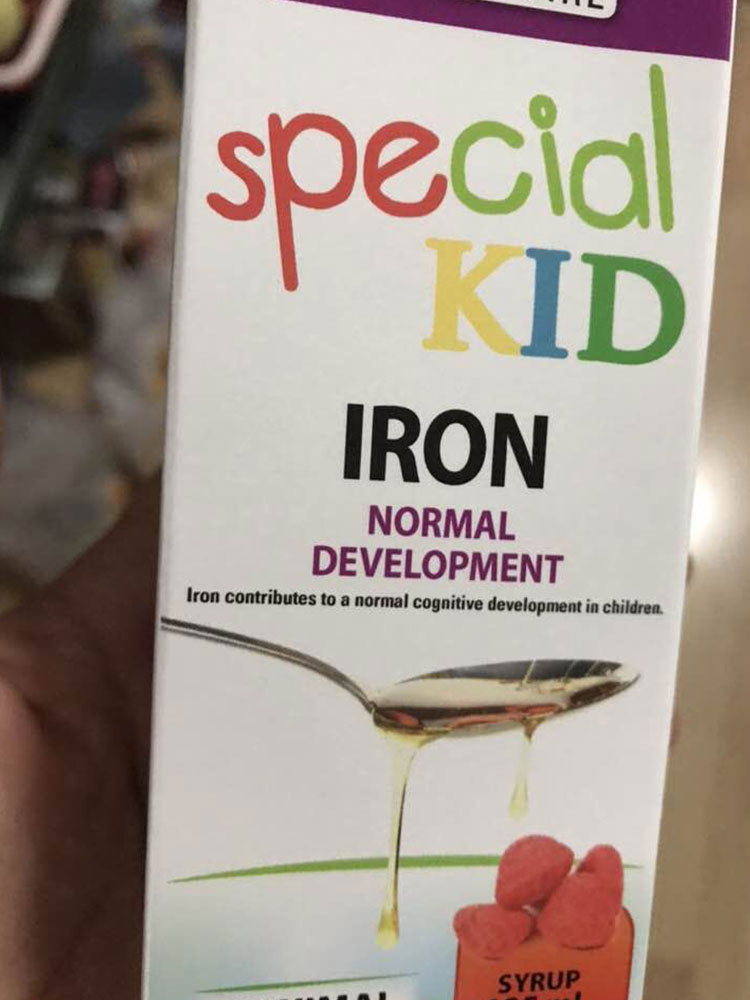 special
KID
IRON
NORMAL
DEVELOPMENT
Iron contributes to a normal cognitive development in children.
SYRUP